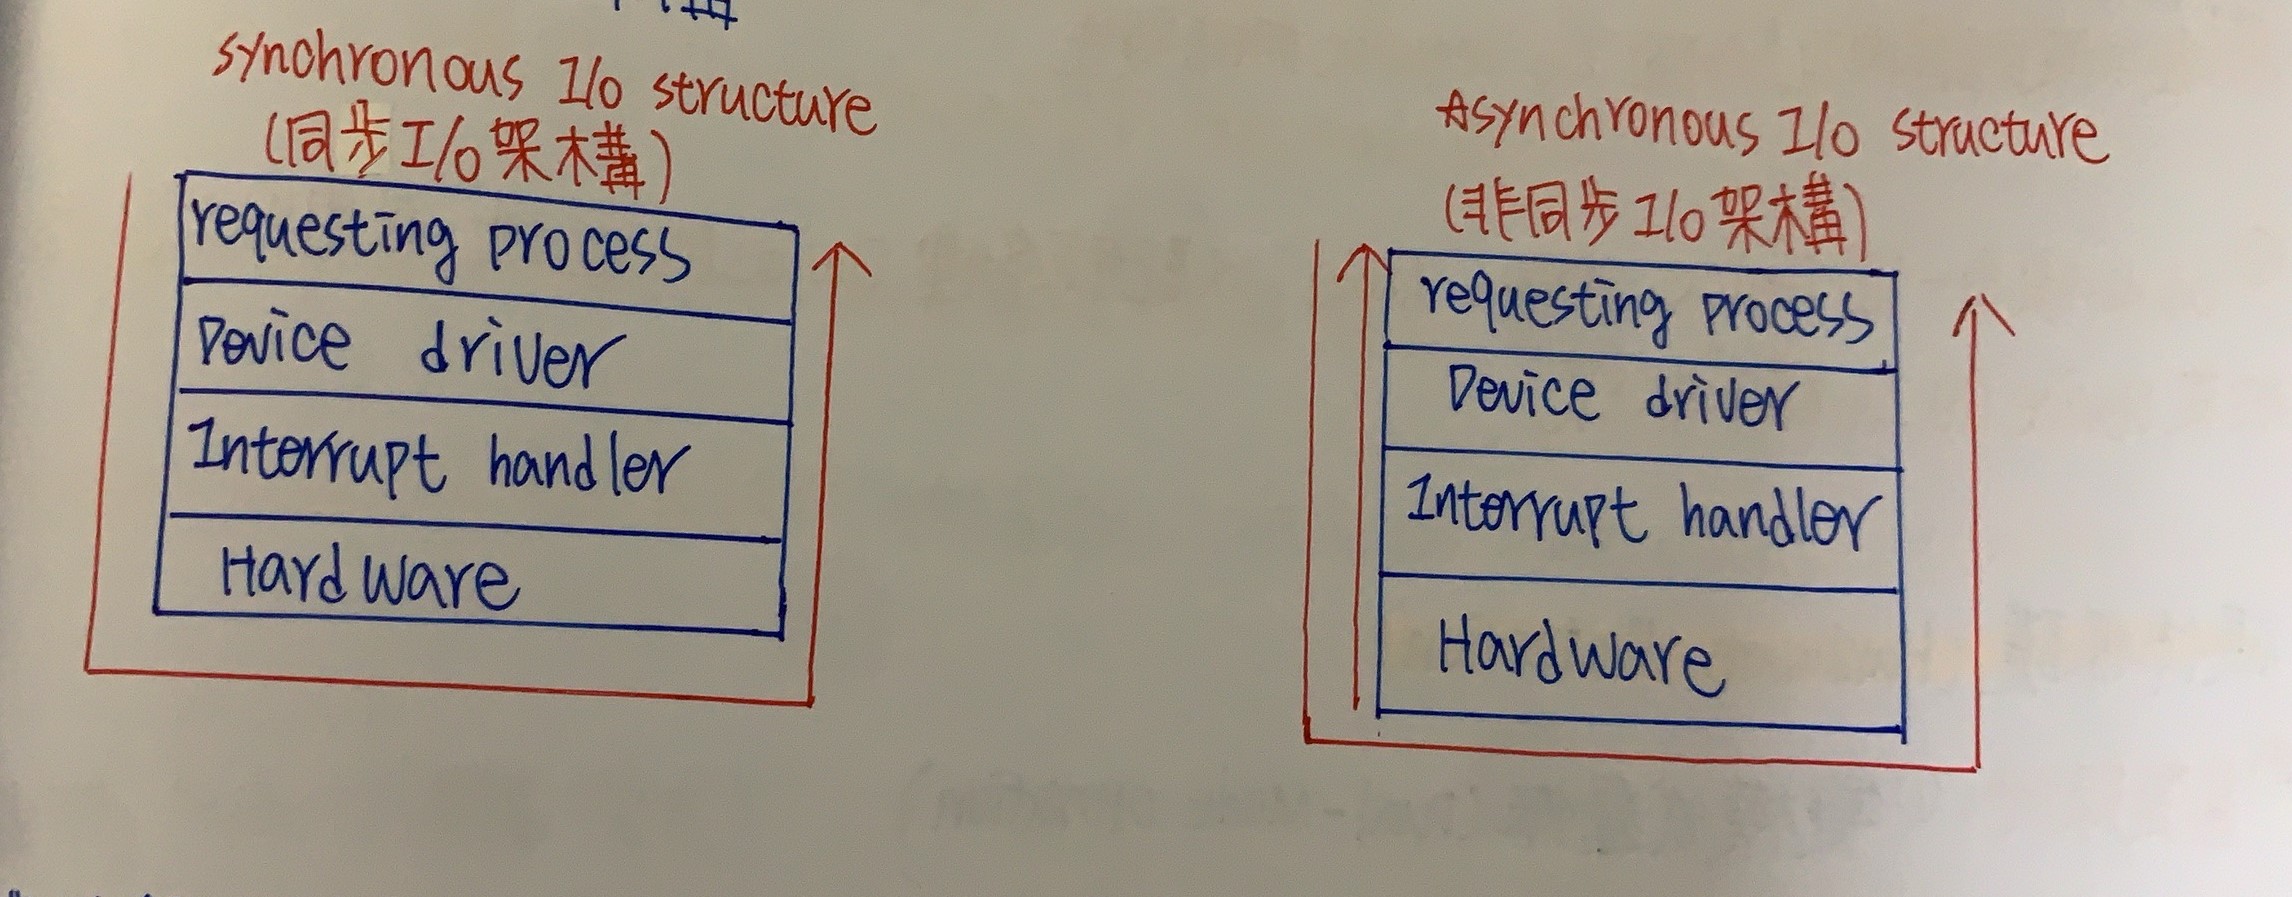 synchronous I/o structure
(同步I/o架構)
requesting process
Device driver
Interrupt handler
Hardware
Asynchronous I/o structure
(非同步I/o架構)
requesting process
Device driver
Interrupt handler
Hardware